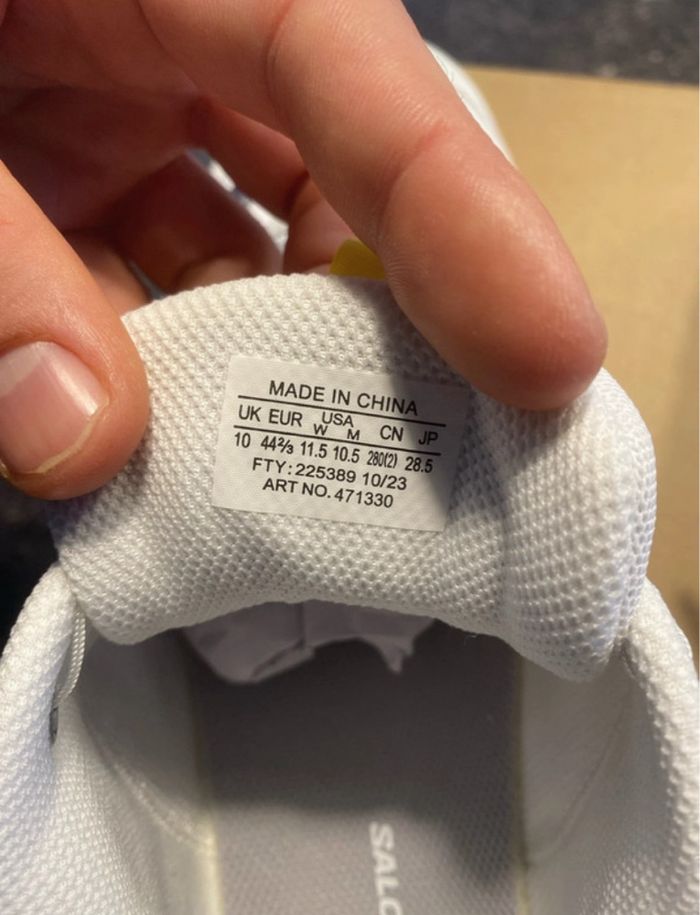 MADE IN CHINA
UK EUR USA W M CN JP
10 44⅔ 11.5 10.5 280(2) 28.5
FTY: 225389 10/23
ART NO. 471330